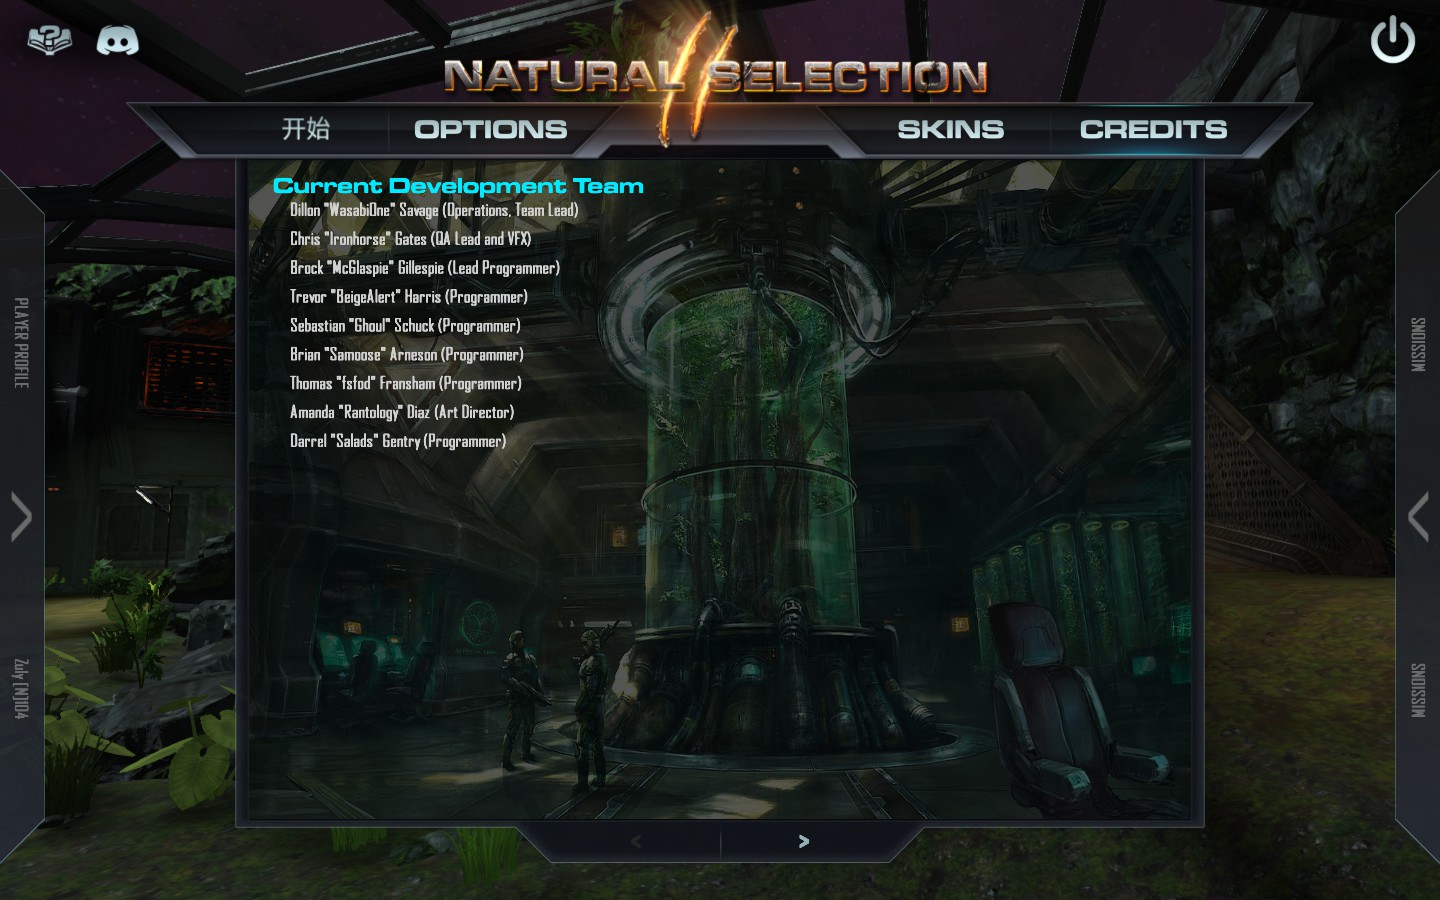 NATURAL SELECTION
开始
OPTIONS
SKINS
CREDITS
Current Development Team
Dillon "WasabiOne" Savage (Operations, Team Lead)
Chris "Ironhorse" Gates (QA Lead and VFX)
Brock "McGlaspie" Gillespie (Lead Programmer)
Trevor "BeigeAlert" Harris (Programmer)
Sebastian "Ghoul" Schuck (Programmer)
Brian "Samoose" Arneson (Programmer)
Thomas "fsfod" Fransham (Programmer)
Amanda "Rantology" Diaz (Art Director)
Darrel "Salads" Gentry (Programmer)
PLAYER PROFILE
Zuly [N]104
MISSIONS
MISSIONS